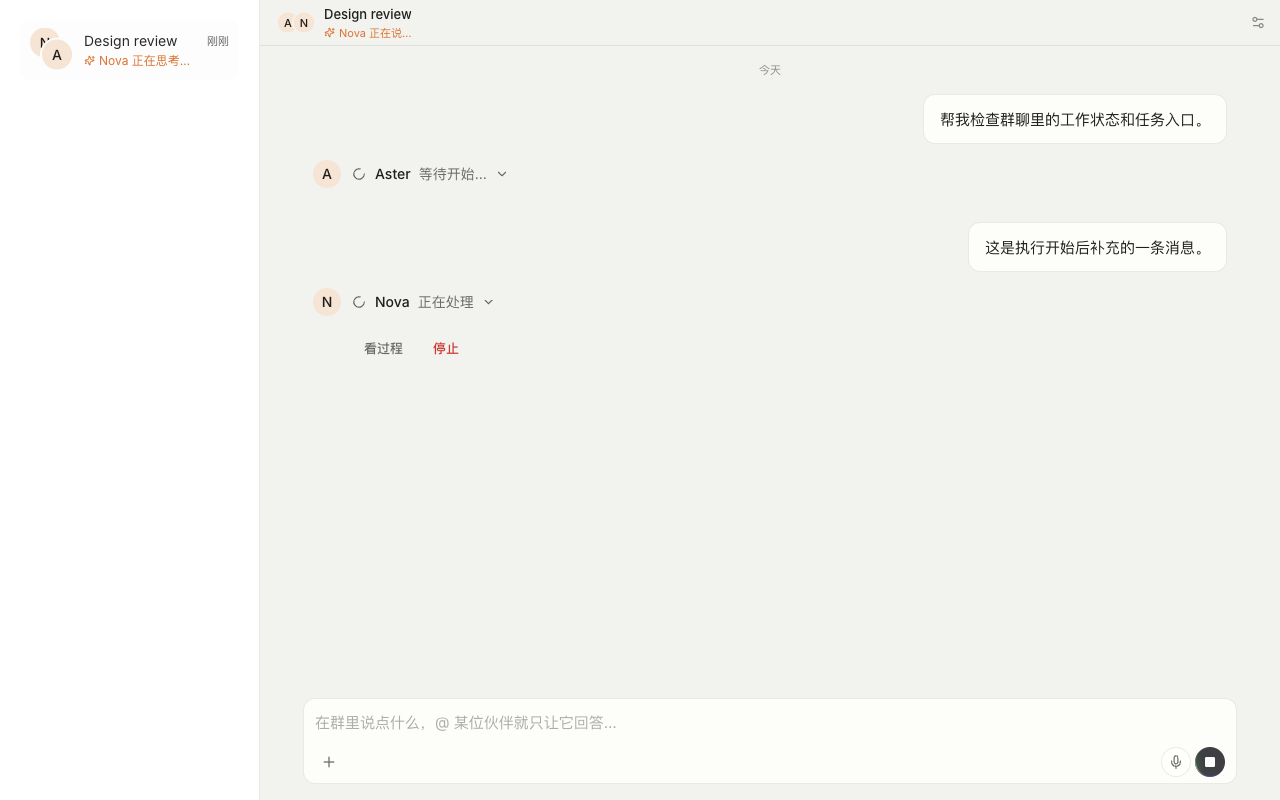 N
A
Design review 刚刚
Nova 正在思考...
A N
Design review
Nova 正在说...
今天
帮我检查群聊里的工作状态和任务入口。
A Aster 等待开始...
这是执行开始后补充的一条消息。
N Nova 正在处理
看过程 停止
在群里说点什么，@ 某位伙伴就只让它回答...